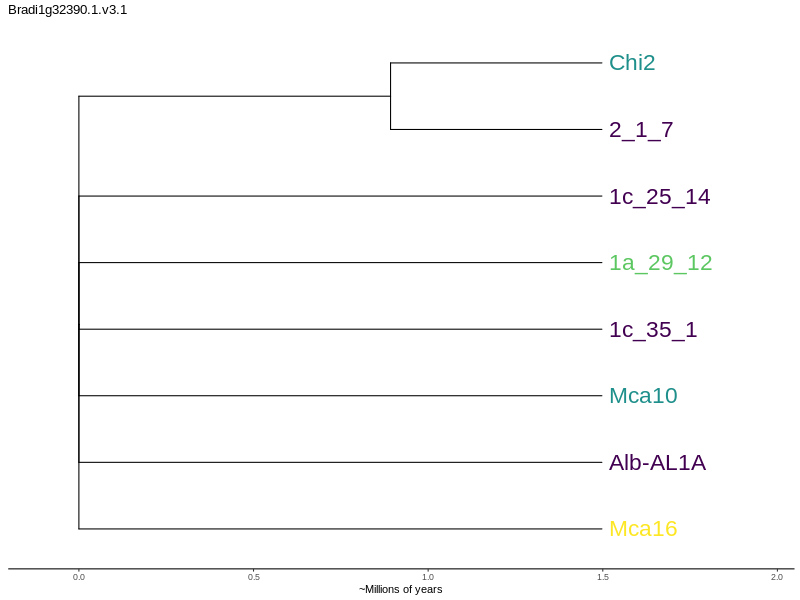 Bradi1g32390.1.v3.1
Chi2
2_1_7
1c_25_14
1a_29_12
1c_35_1
Mca10
Alb-AL1A
Mca16
0.0 0.5 1.0 1.5 2.0
~Millions of years